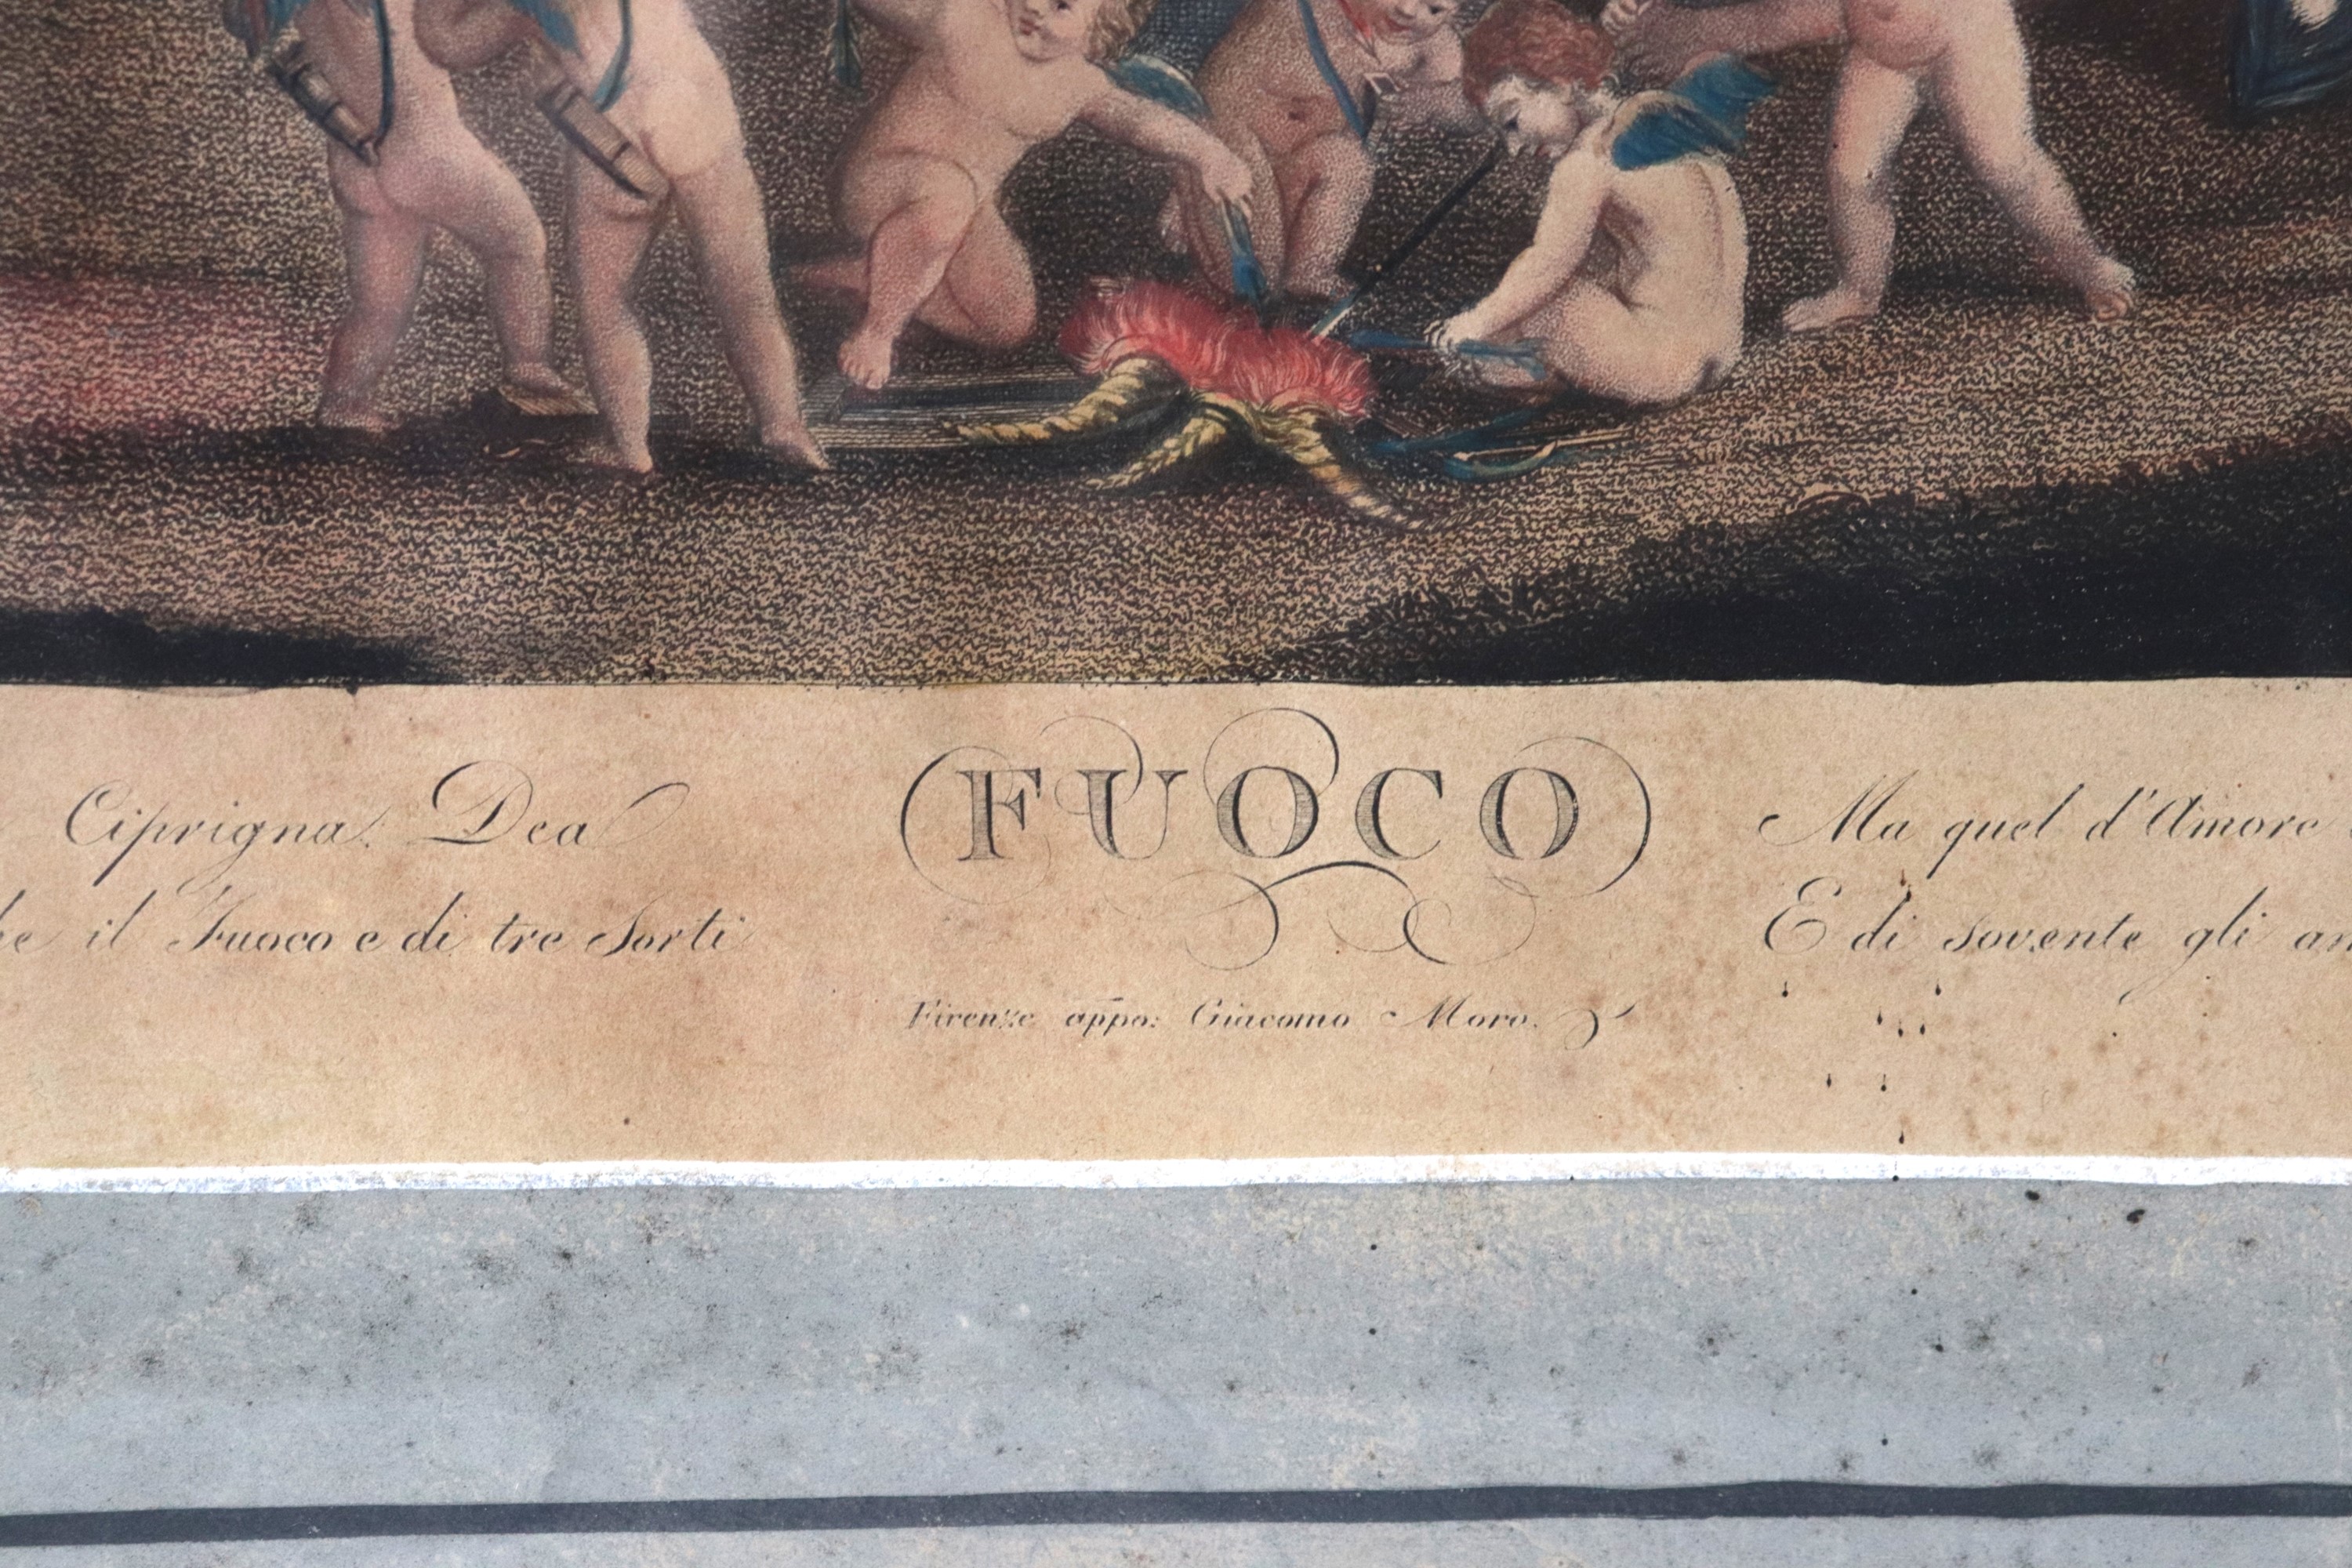 Ciprigna Dea
il Fuoco e di tre Sorti
FUOCO
Firenze appo: Giacomo Moro.
Ma quel d'Amore
E di sovente gli